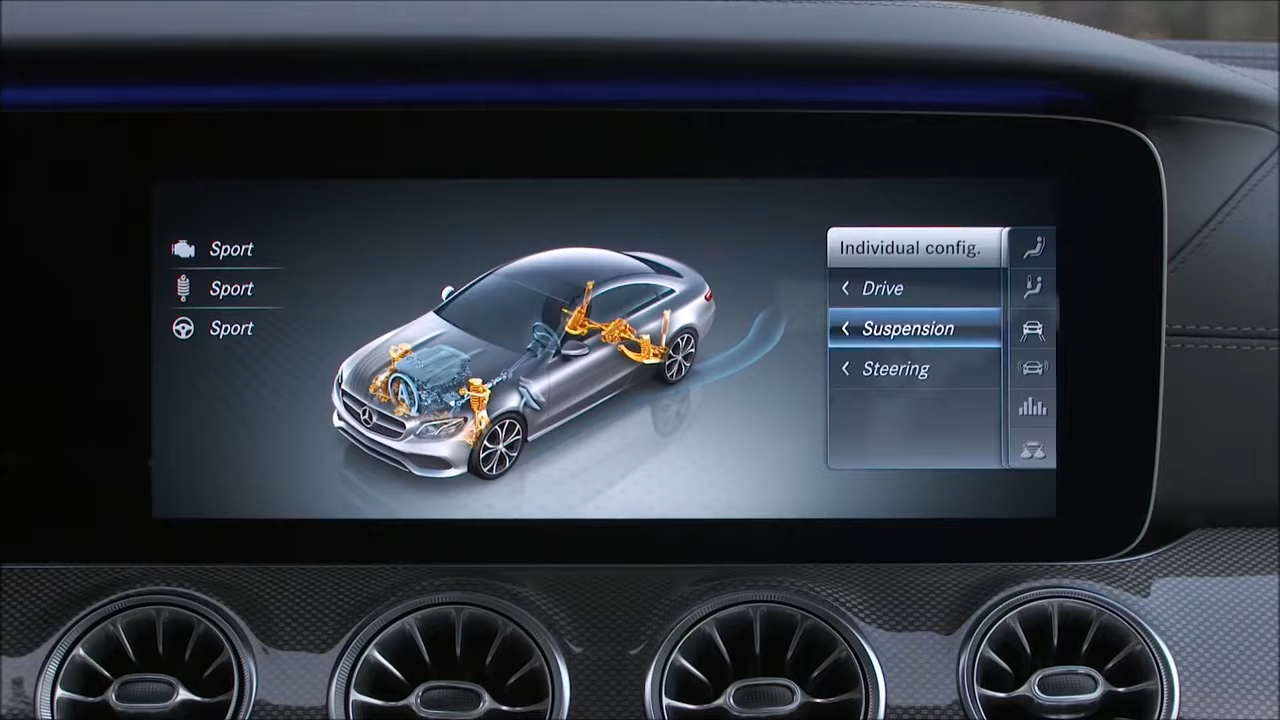 Sport
Sport
Sport
Individual config.
Drive
Suspension
Steering